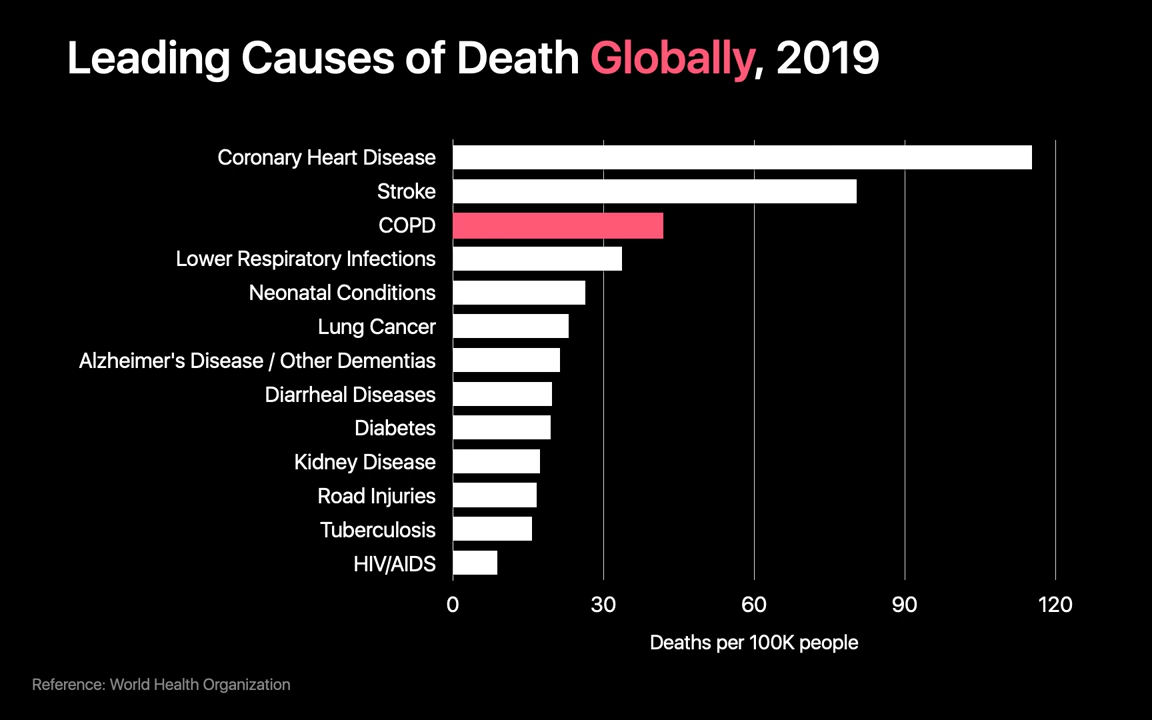 Leading Causes of Death Globally, 2019
Coronary Heart Disease
Stroke
COPD
Lower Respiratory Infections
Neonatal Conditions
Lung Cancer
Alzheimer's Disease / Other Dementias
Diarrheal Diseases
Diabetes
Kidney Disease
Road Injuries
Tuberculosis
HIV/AIDS
0 30 60 90 120
Deaths per 100K people
Reference: World Health Organization